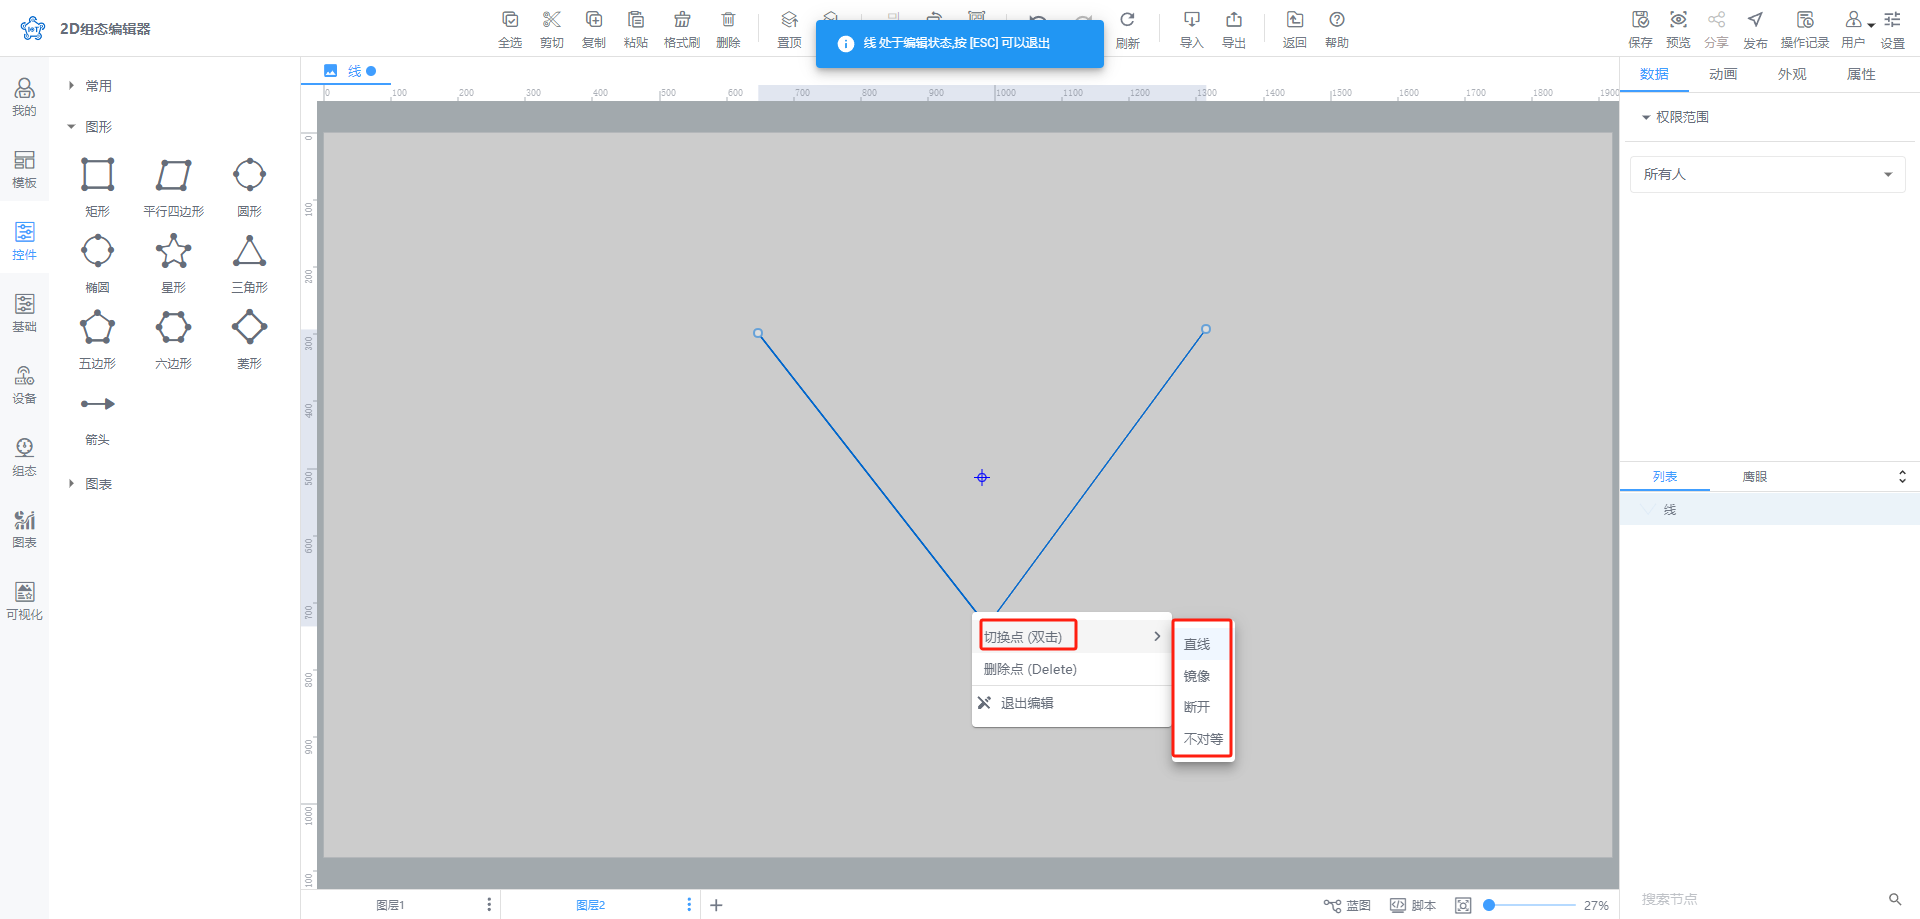 2D组态编辑器
全选
剪切
复制
粘贴
格式刷
删除
置顶
线 处于编辑状态,按 [ESC] 可以退出
刷新
导入
导出
返回
帮助
保存
预览
分享
发布
操作记录
用户
设置
我的
模板
控件
基础
设备
组态
图表
可视化
常用
图形
矩形
平行四边形
圆形
椭圆
星形
三角形
五边形
六边形
菱形
箭头
图表
线
0 100 200 300 400 500 600 700 800 900 1000 1100 1200 1300 1400 1500 1600 1700 1800 1900
0
100
200
300
400
500
600
700
800
900
1000
切换点 (双击)
删除点 (Delete)
退出编辑
直线
镜像
断开
不对等
数据
动画
外观
属性
权限范围
所有人
列表
鹰眼
线
搜索节点
图层1
图层2
蓝图
脚本
27%